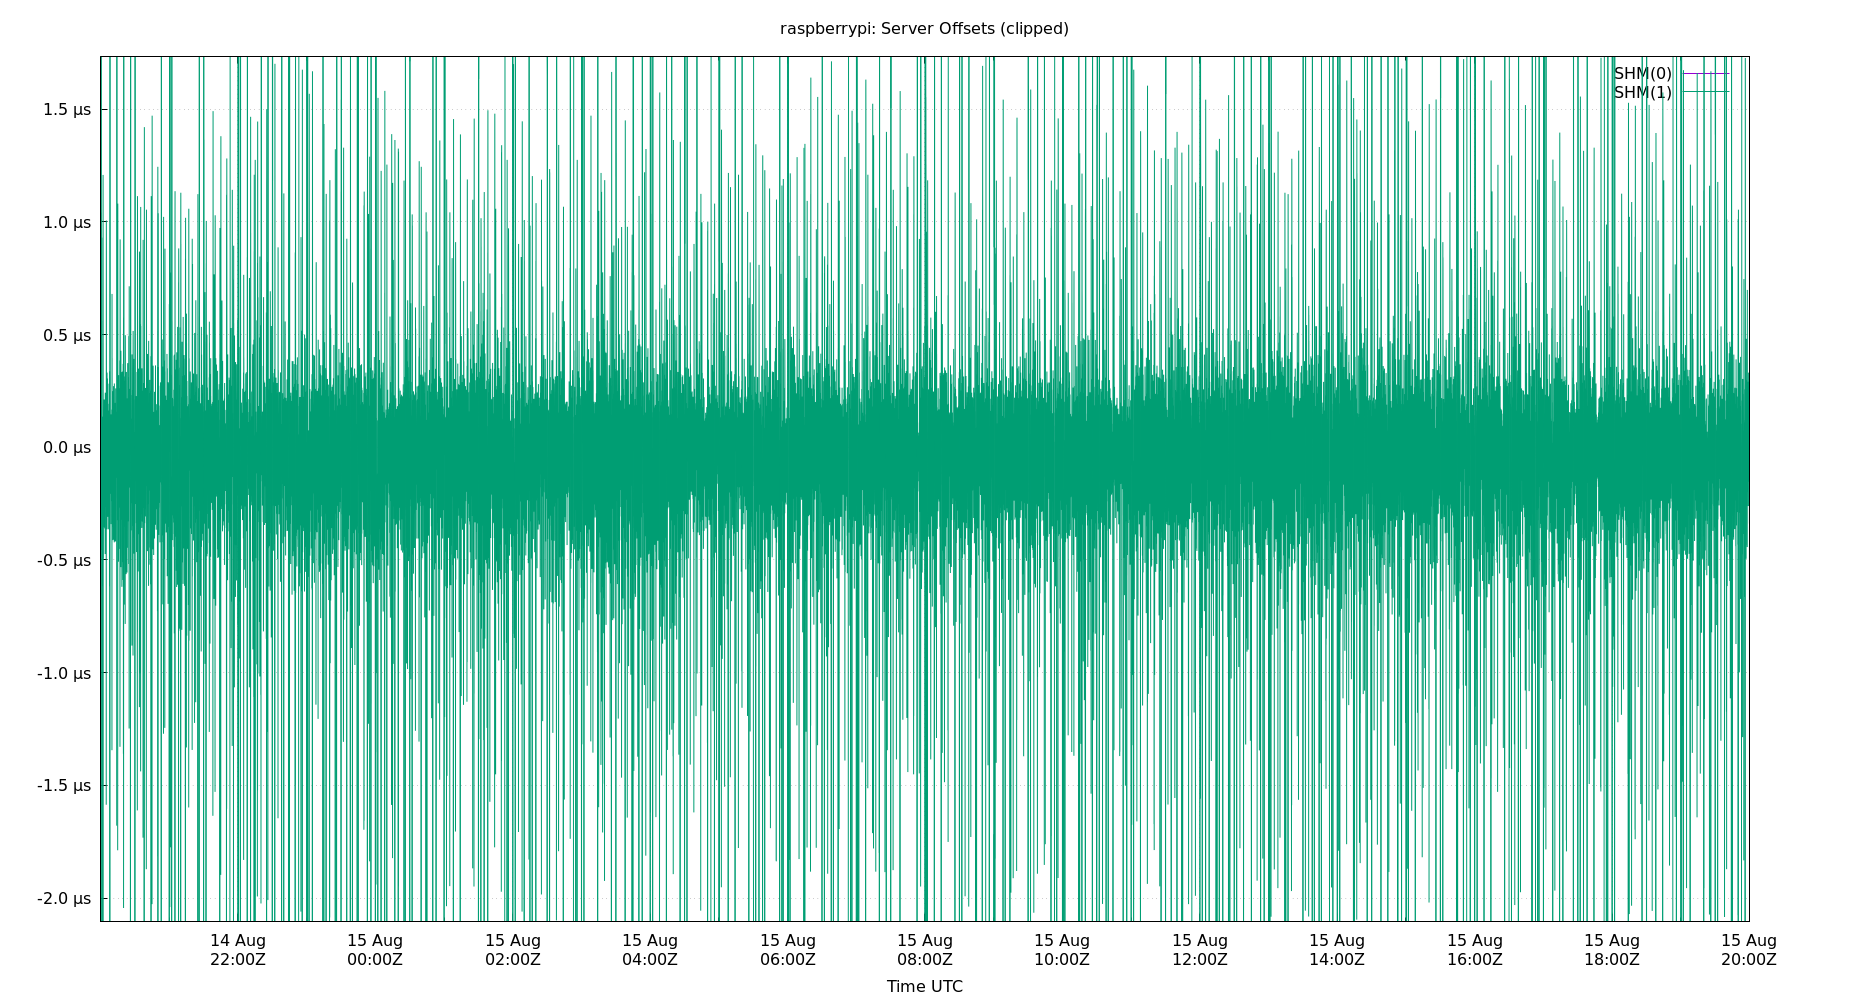 raspberrypi: Server Offsets (clipped)
SHM(0)
SHM(1)
1.5 µs
1.0 µs
0.5 µs
0.0 µs
-0.5 µs
-1.0 µs
-1.5 µs
-2.0 µs
14 Aug 15 Aug 15 Aug 15 Aug 15 Aug 15 Aug 15 Aug 15 Aug 15 Aug 15 Aug 15 Aug 15 Aug
22:00Z 00:00Z 02:00Z 04:00Z 06:00Z 08:00Z 10:00Z 12:00Z 14:00Z 16:00Z 18:00Z 20:00Z
Time UTC